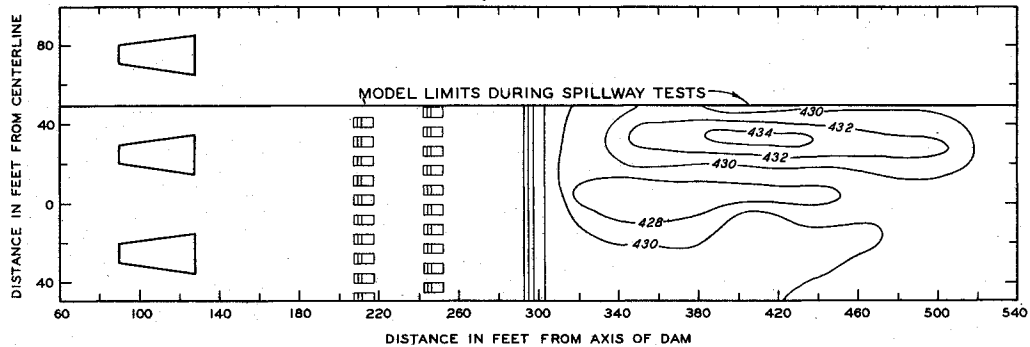 80
MODEL LIMITS DURING SPILLWAY TESTS
430
40
434
432
432
430
0
428
430
40
DISTANCE IN FEET FROM CENTERLINE
60 100 140 180 220 260 300 340 380 420 460 500 540
DISTANCE IN FEET FROM AXIS OF DAM